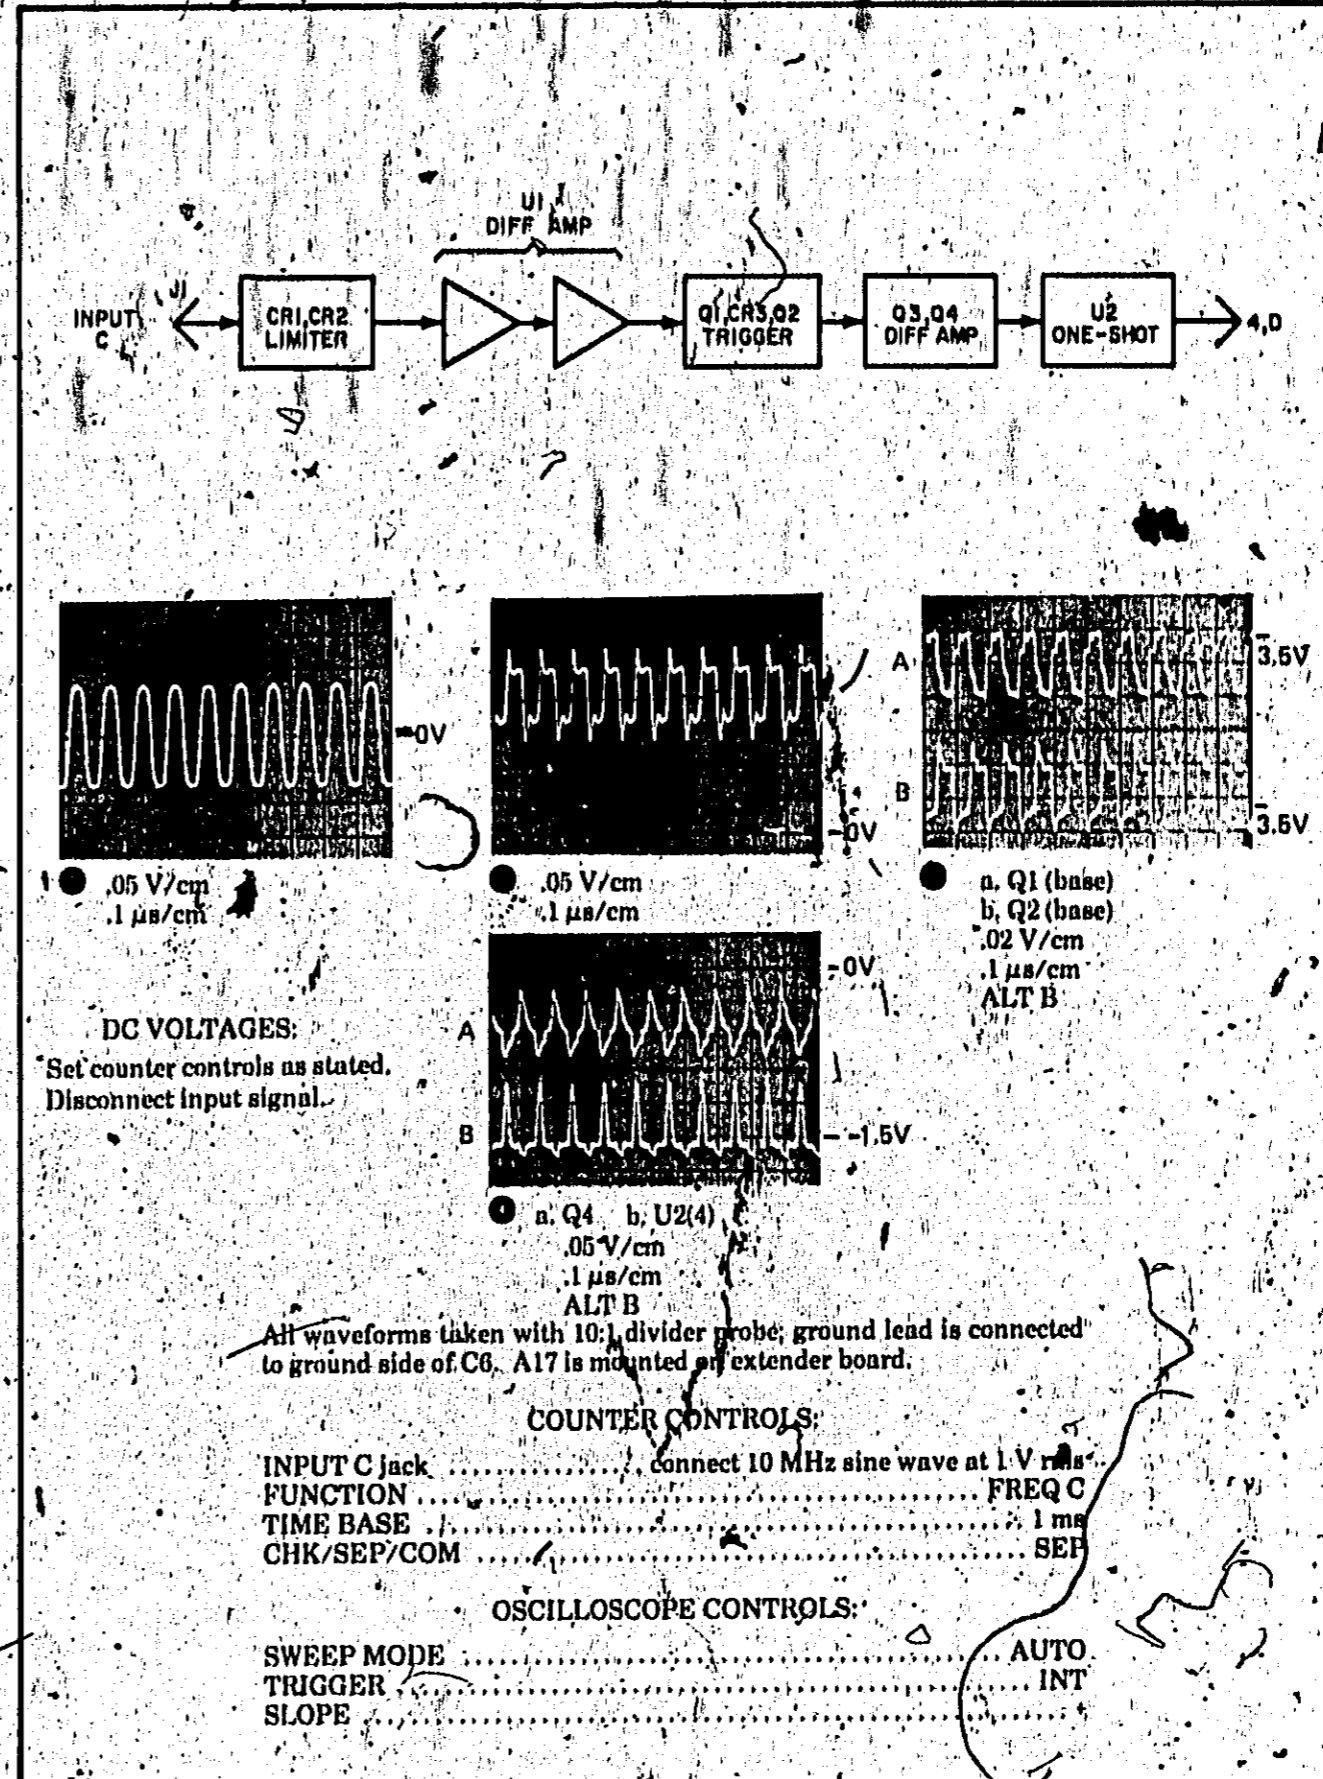 U1
DIFF AMP
J1
INPUT
C
CR1,CR2
LIMITER
Q1,CR3,Q2
TRIGGER
Q3,Q4
DIFF AMP
U2
ONE-SHOT
4,D
0V
.05 V/cm
.1 µs/cm
-0V
.05 V/cm
.1 µs/cm
A
3.5V
B
3.5V
a. Q1 (base)
b. Q2 (base)
.02 V/cm
.1 µs/cm
ALT B
-0V
A
B
-1.5V
4 a. Q4 b. U2(4)
.05 V/cm
.1 µs/cm
ALT B
DC VOLTAGES:
Set counter controls as stated.
Disconnect input signal.
All waveforms taken with 10:1 divider probe; ground lead is connected
to ground side of C6. A17 is mounted on extender board.
COUNTER CONTROLS:
INPUT C jack .................. connect 10 MHz sine wave at 1 V rms
FUNCTION ........................................ FREQ C
TIME BASE ........................................ 1 ms
CHK/SEP/COM ........................................ SEP
OSCILLOSCOPE CONTROLS:
SWEEP MODE ........................................ AUTO
TRIGGER ........................................ INT
SLOPE ........................................ +